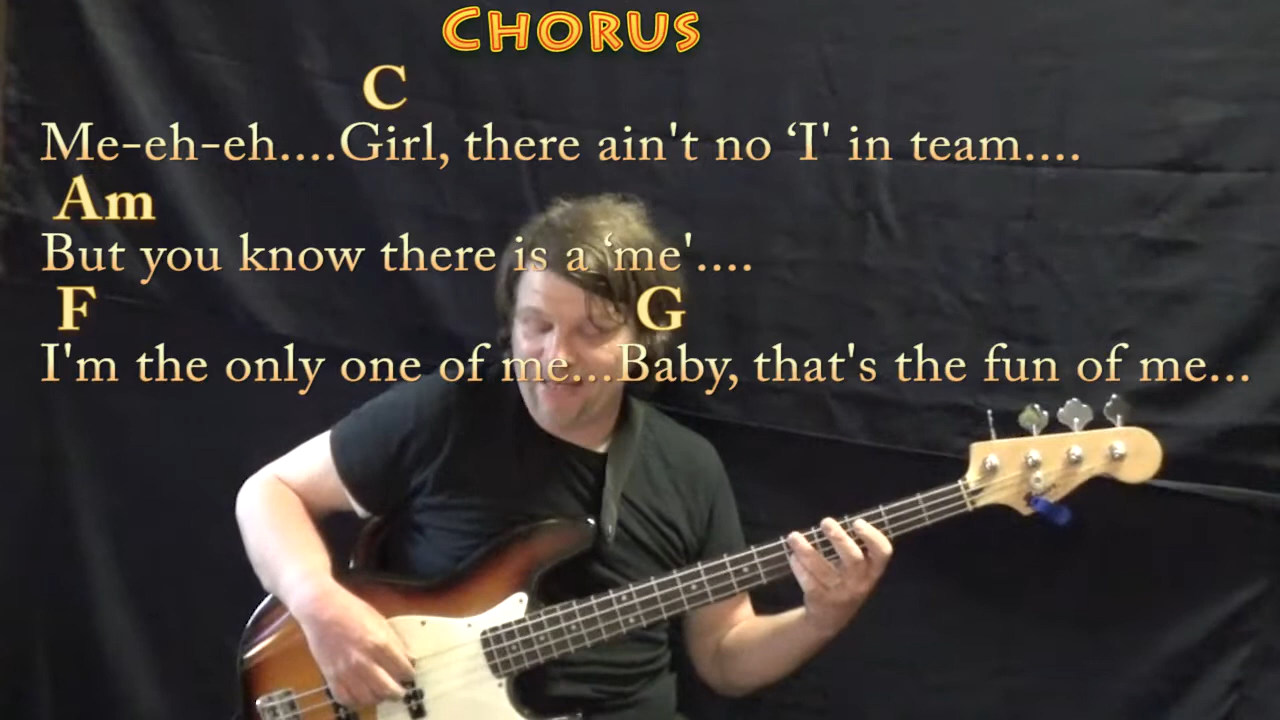 CHORUS
C
Me-eh-eh....Girl, there ain't no ‘I' in team....
Am
But you know there is a ‘me'....
F G
I'm the only one of me...Baby, that's the fun of me...